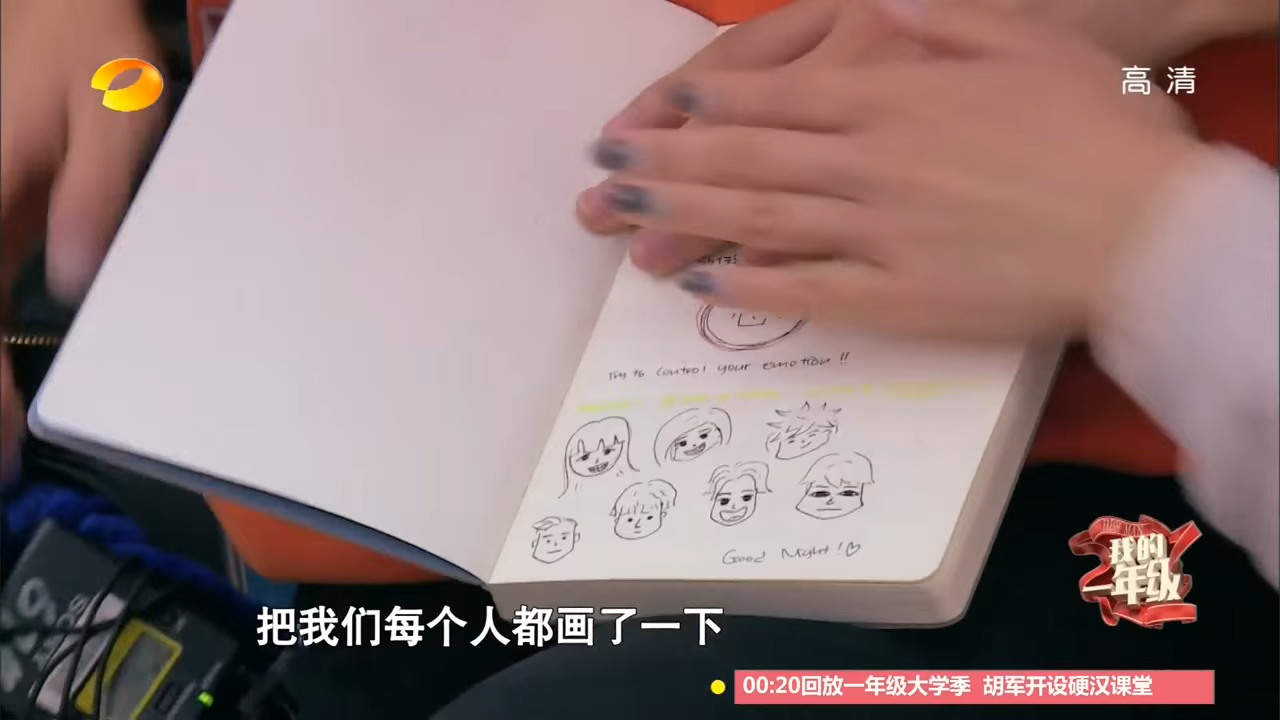 高清
Try to Control your emotion !!
Good Night !♡
我的
一年级
把我们每个人都画了一下
00:20回放一年级大学季 胡军开设硬汉课堂